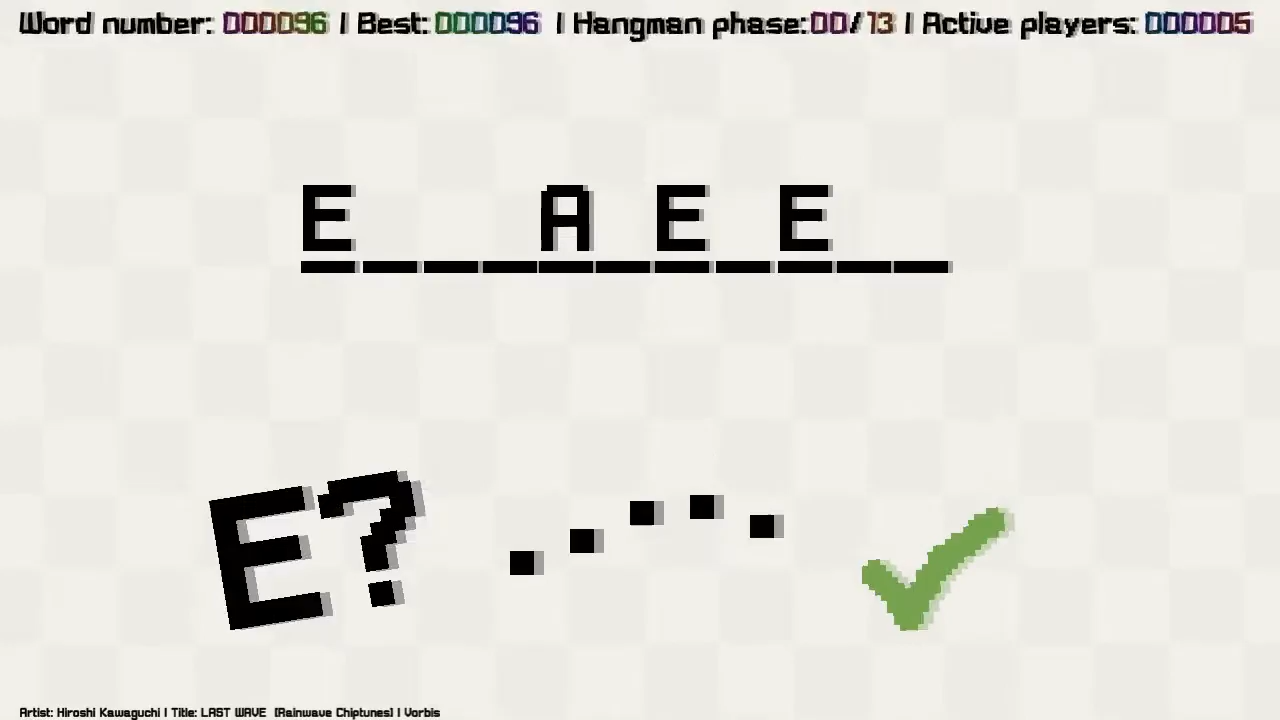 Word number: 000096 | Best: 000096 | Hangman phase:00/13 | Active players: 000005
E___A_E_E__
E? ..... ✓
Artist: Hiroshi Kawaguchi | Title: LAST WAVE [Rainwave Chiptunes] | Vorbis